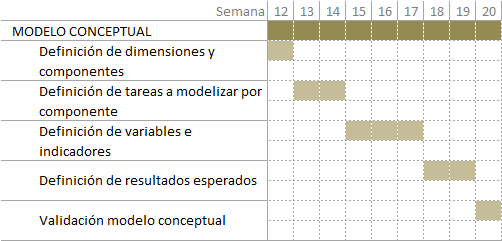 Semana 12 13 14 15 16 17 18 19 20
MODELO CONCEPTUAL
Definición de dimensiones y
componentes
Definición de tareas a modelizar por
componente
Definición de variables e
indicadores
Definición de resultados esperados
Validación modelo conceptual